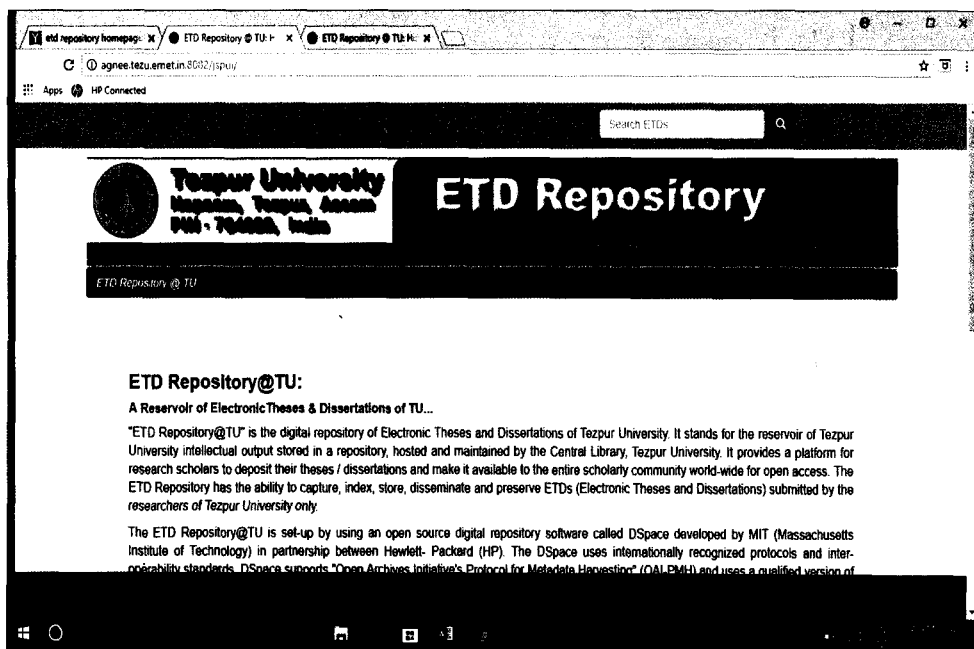 etd repository homepage
ETD Repository @ TU: H
ETD Repository @ TU: H
agnee.tezu.ernet.in:8082/jspui/
Apps HP Connected
Search ETDs
Tezpur University
Napaam, Tezpur, Assam
PIN - 784028, India
ETD Repository
ETD Repository @ TU
ETD Repository@TU:
A Reservoir of Electronic Theses & Dissertations of TU...
"ETD Repository@TU" is the digital repository of Electronic Theses and Dissertations of Tezpur University. It stands for the reservoir of Tezpur
University intellectual output stored in a repository, hosted and maintained by the Central Library, Tezpur University. It provides a platform for
research scholars to deposit their theses / dissertations and make it available to the entire scholarly community world-wide for open access. The
ETD Repository has the ability to capture, index, store, disseminate and preserve ETDs (Electronic Theses and Dissertations) submitted by the
researchers of Tezpur University only.
The ETD Repository@TU is set-up by using an open source digital repository software called DSpace developed by MIT (Massachusetts
Institute of Technology) in partnership between Hewlett- Packard (HP). The DSpace uses internationally recognized protocols and inter-
operability standards. DSpace supports "Open Archives Initiative's Protocol for Metadate Harvesting" (OAI-PMH) and uses a qualified version of